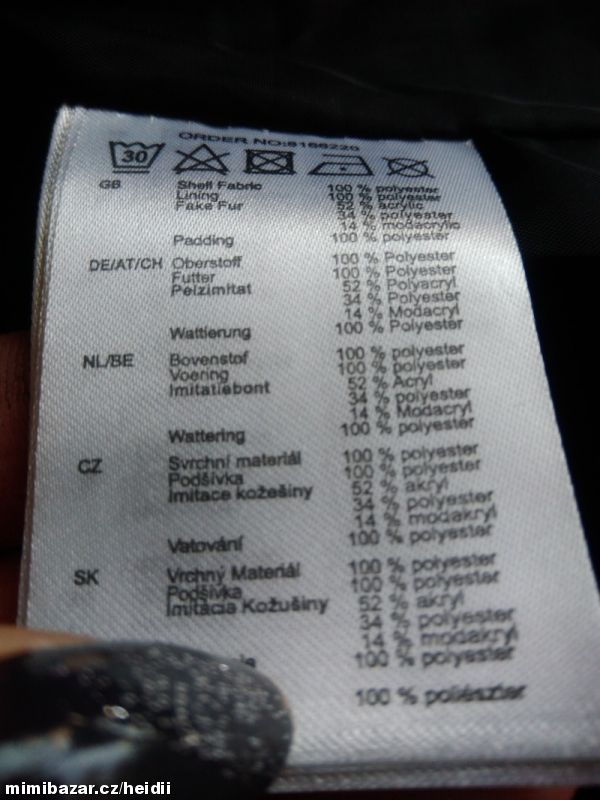 ORDER NO:8166220
30
GB Shell Fabric 100 % polyester
Lining 100 % polyester
Fake Fur 52 % acrylic
34 % polyester
14 % modacrylic
Padding 100 % polyester
DE/AT/CH Oberstoff 100 % Polyester
Futter 100 % Polyester
Pelzimitat 52 % Polyacryl
34 % Polyester
14 % Modacryl
Wattierung 100 % Polyester
NL/BE Bovenstof 100 % polyester
Voering 100 % polyester
Imitatiebont 52 % Acryl
34 % polyester
14 % Modacryl
Wattering 100 % polyester
CZ Svrchní materiál 100 % polyester
Podšívka 100 % polyester
Imitace kožešiny 52 % akryl
34 % polyester
14 % modakryl
Vatování 100 % polyester
SK Vrchný Materiál 100 % polyester
Podšívka 100 % polyester
Imitácia Kožušiny 52 % akryl
34 % polyester
14 % modakryl
100 % polyester
100 % poliészter
mimibazar.cz/heidii